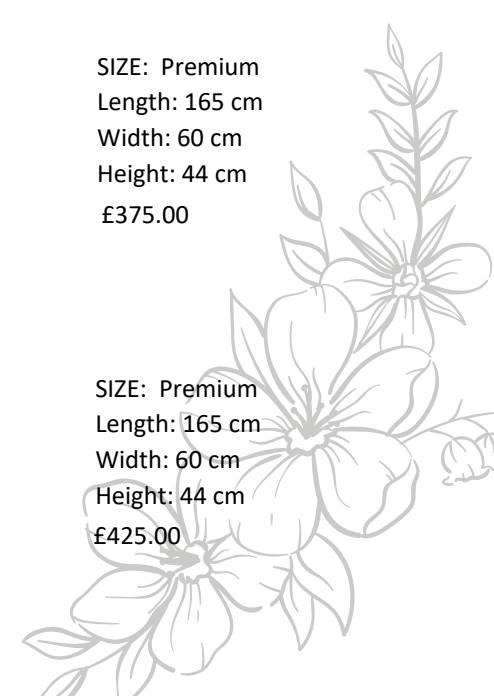 SIZE:  Premium
Length: 165 cm
Width: 60 cm
Height: 44 cm
£375.00
SIZE:  Premium
Length: 165 cm
Width: 60 cm
Height: 44 cm
£425.00